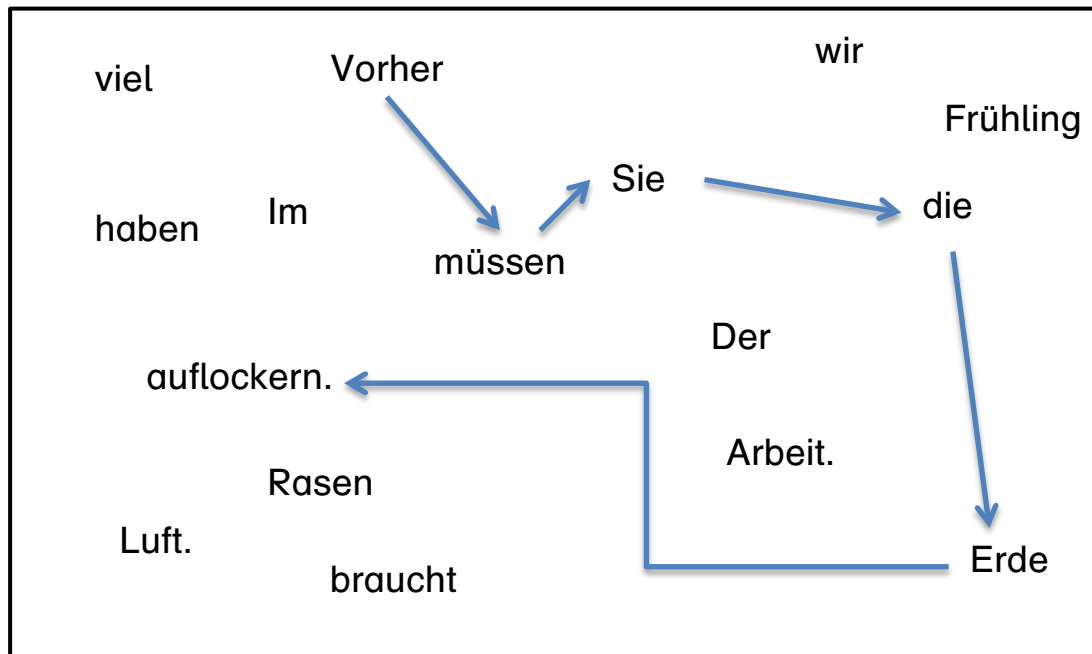 wir
viel
Vorher
Frühling
Sie
die
Im
haben
müssen
Der
auflockern.
Arbeit.
Rasen
Luft.
Erde
braucht